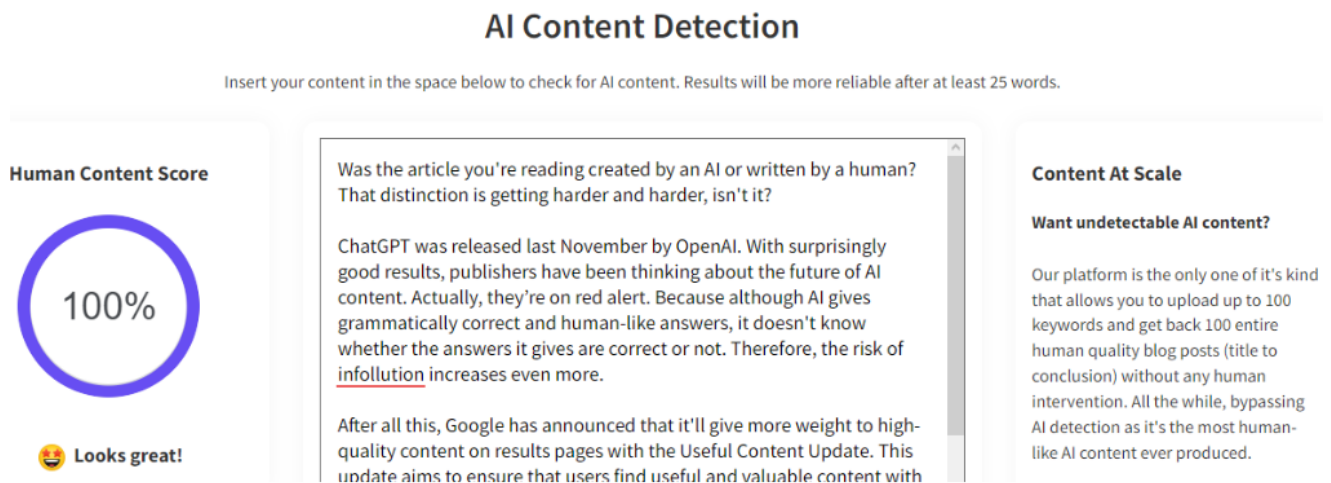 AI Content Detection
Insert your content in the space below to check for AI content. Results will be more reliable after at least 25 words.
Human Content Score
100%
Looks great!
Was the article you're reading created by an AI or written by a human?
That distinction is getting harder and harder, isn't it?
ChatGPT was released last November by OpenAI. With surprisingly
good results, publishers have been thinking about the future of AI
content. Actually, they’re on red alert. Because although AI gives
grammatically correct and human-like answers, it doesn't know
whether the answers it gives are correct or not. Therefore, the risk of
infollution increases even more.
After all this, Google has announced that it'll give more weight to high-
quality content on results pages with the Useful Content Update. This
update aims to ensure that users find useful and valuable content with
Content At Scale
Want undetectable AI content?
Our platform is the only one of it's kind
that allows you to upload up to 100
keywords and get back 100 entire
human quality blog posts (title to
conclusion) without any human
intervention. All the while, bypassing
AI detection as it's the most human-
like AI content ever produced.